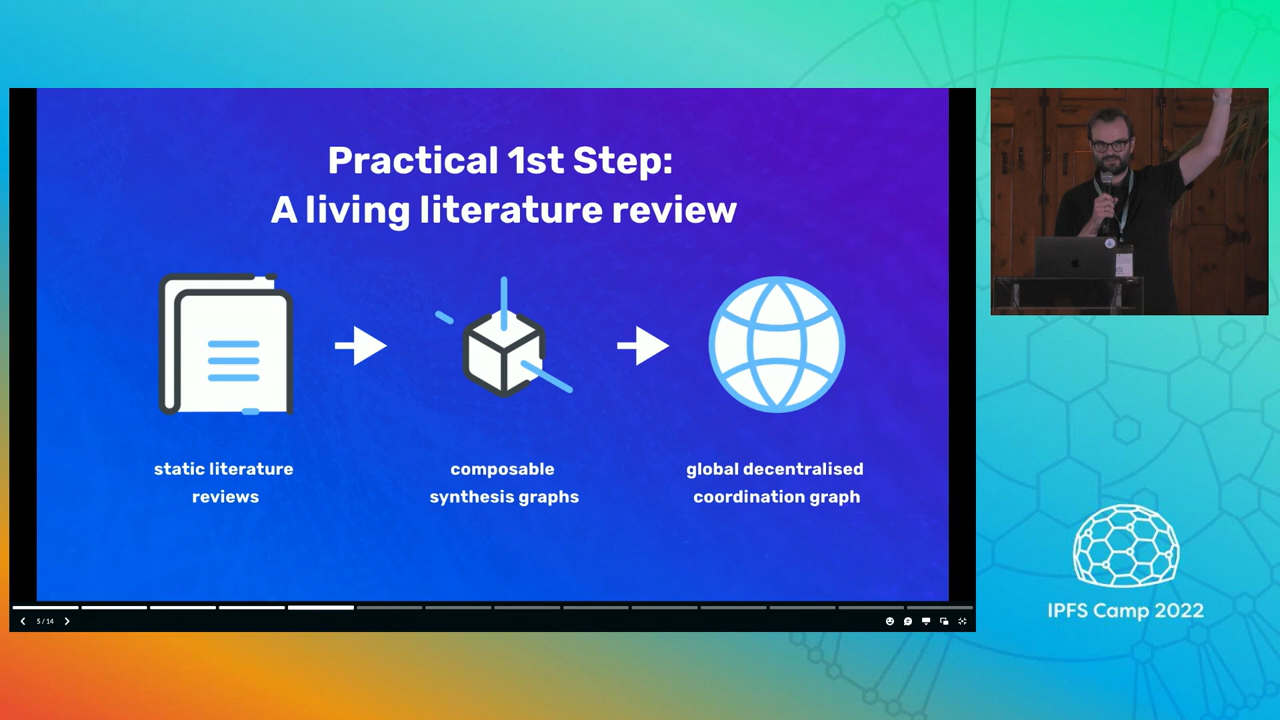 Practical 1st Step:
A living literature review
static literature
reviews
composable
synthesis graphs
global decentralised
coordination graph
5 / 14
IPFS Camp 2022